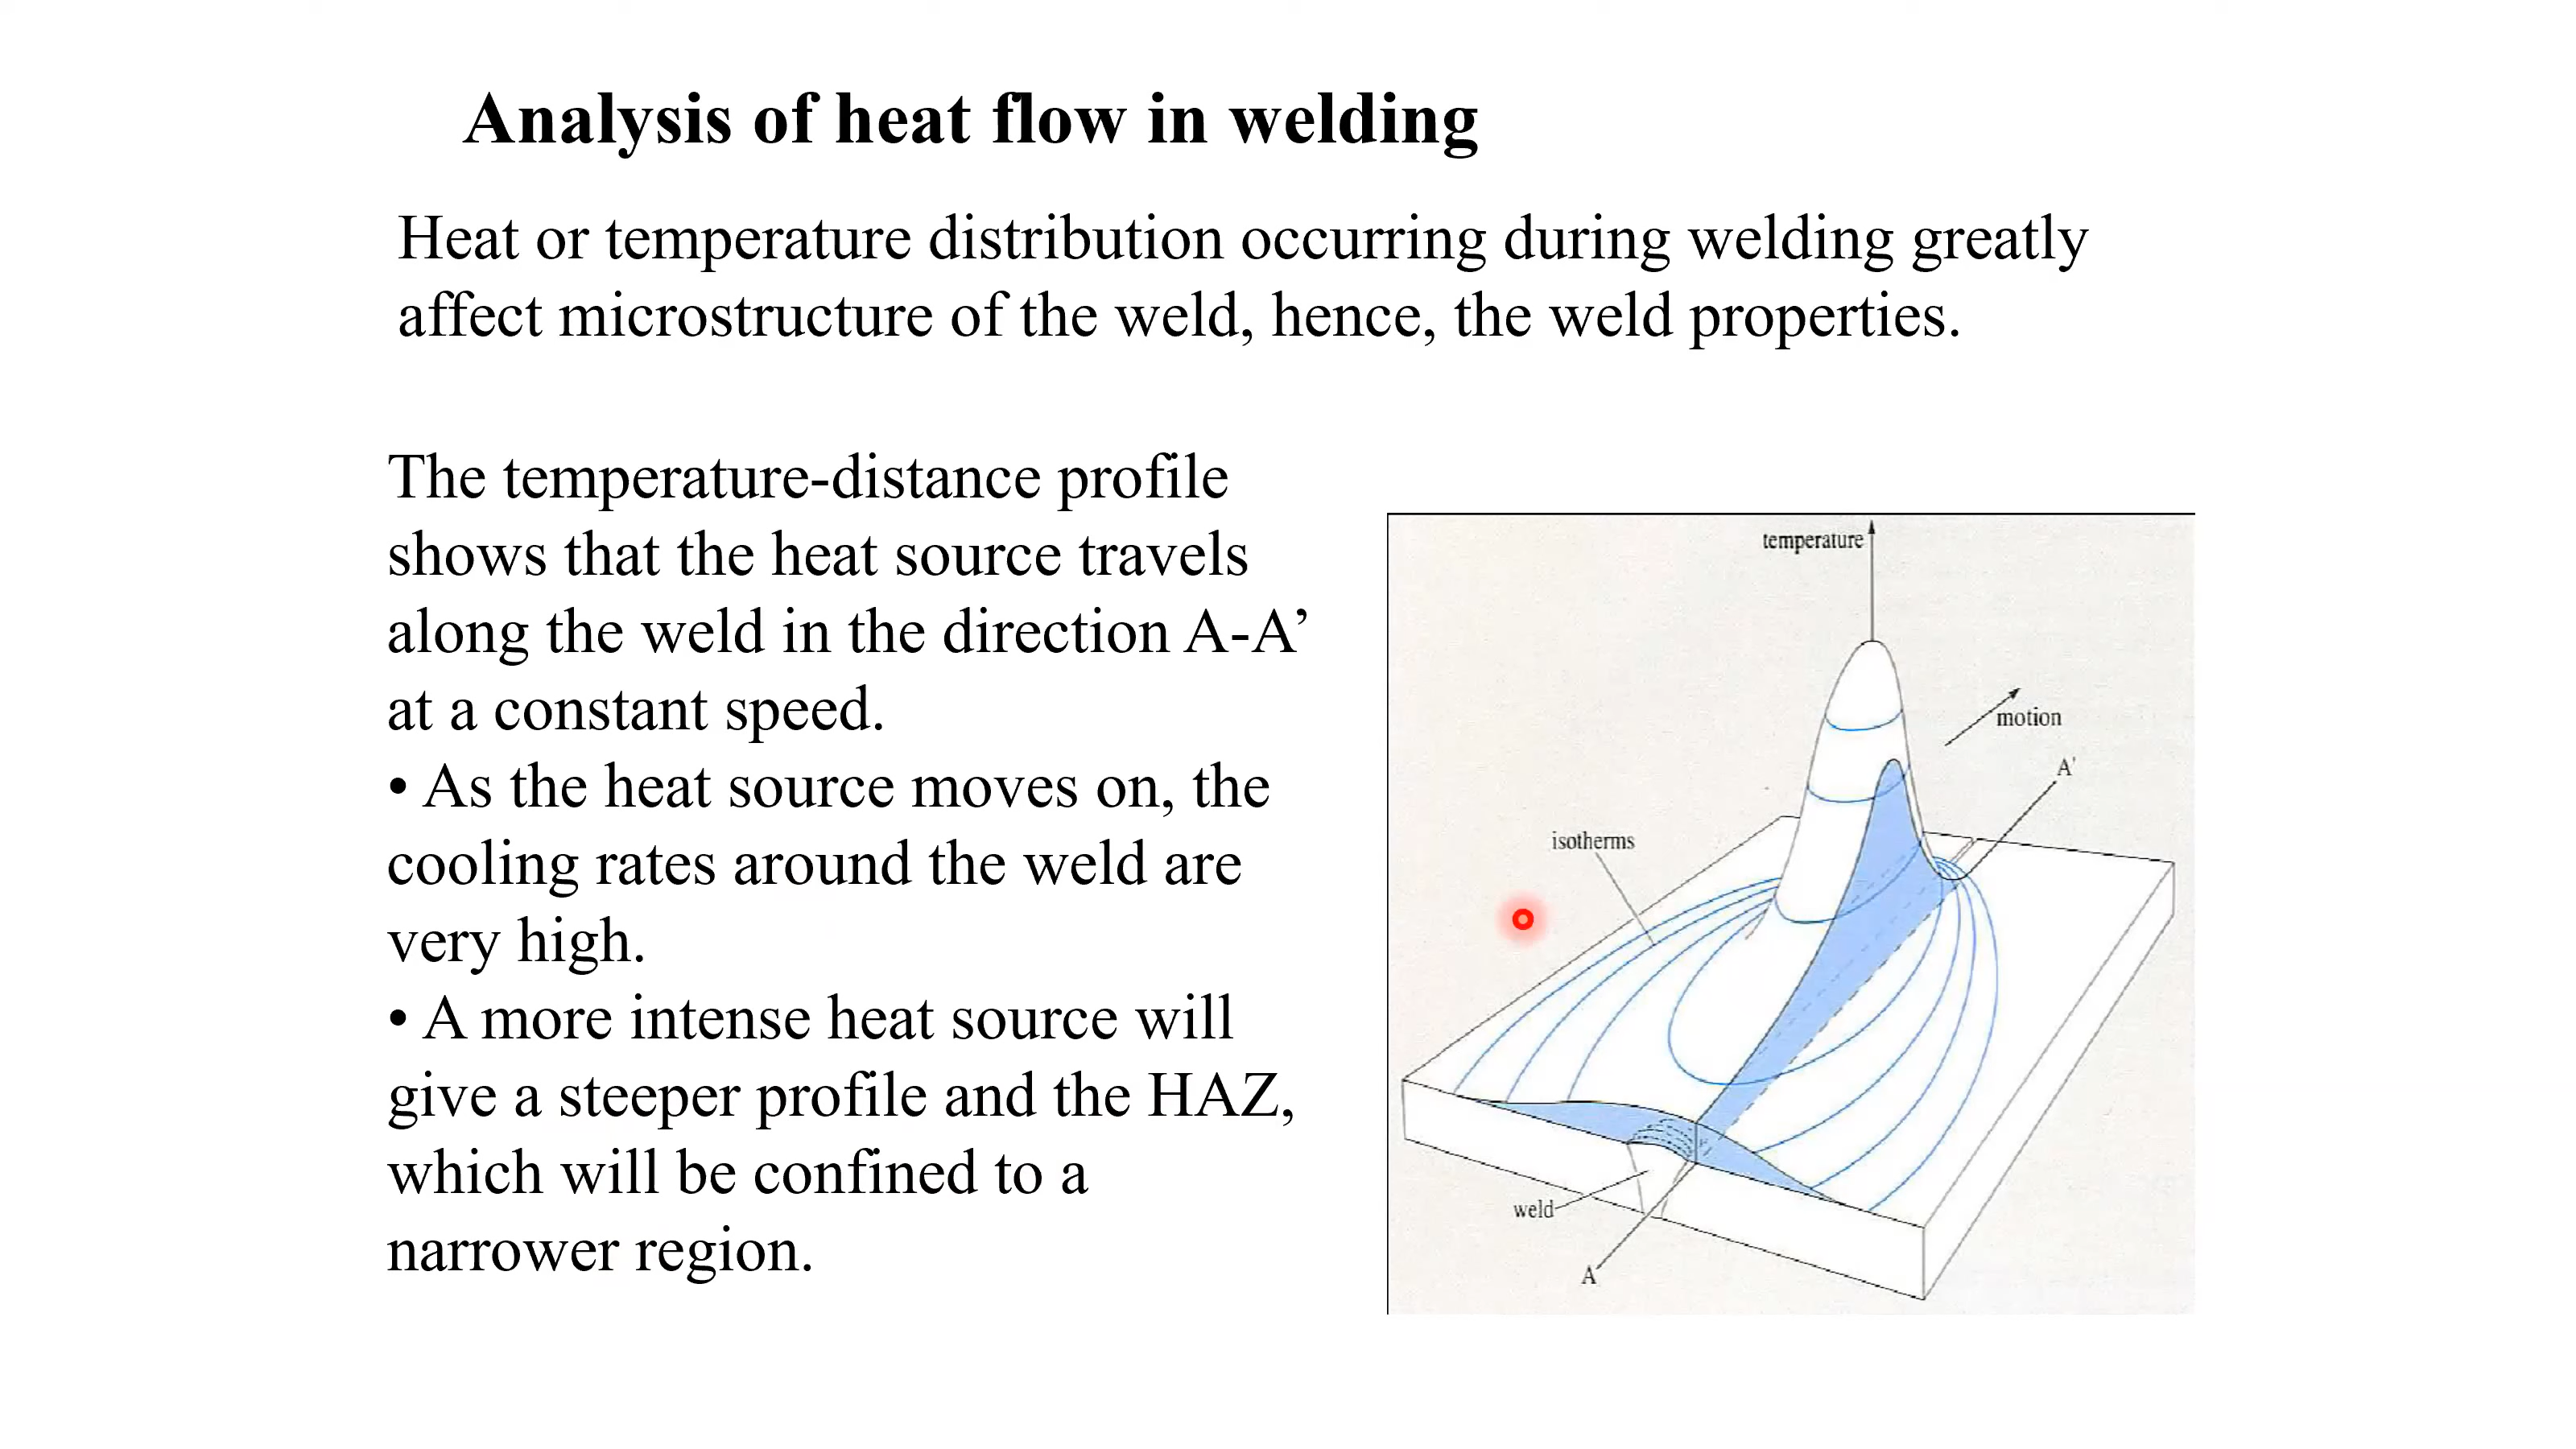 Analysis of heat flow in welding
Heat or temperature distribution occurring during welding greatly
affect microstructure of the weld, hence, the weld properties.
The temperature-distance profile
shows that the heat source travels
along the weld in the direction A-A’
at a constant speed.
• As the heat source moves on, the
cooling rates around the weld are
very high.
• A more intense heat source will
give a steeper profile and the HAZ,
which will be confined to a
narrower region.
temperature
motion
A'
isotherms
weld
A